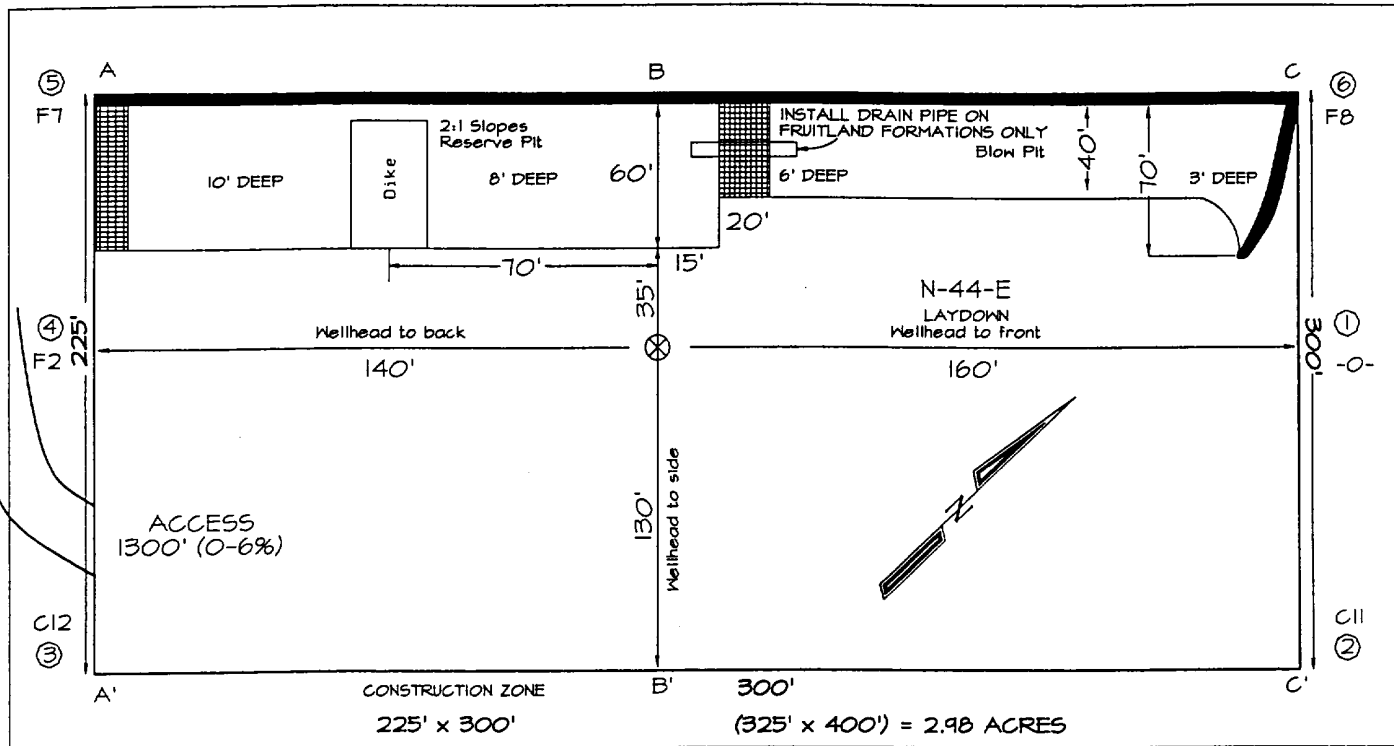 A
B
C
⑤
⑥
F7
F8
2:1 Slopes
Reserve Pit
INSTALL DRAIN PIPE ON
FRUITLAND FORMATIONS ONLY
Blow Pit
10' DEEP
Dike
8' DEEP
60'
6' DEEP
40'
70'
3' DEEP
20'
70'
15'
35'
N-44-E
LAYDOWN
Wellhead to back
Wellhead to front
④
225'
①
F2
140'
160'
300'
-0-
130'
Wellhead to side
N
ACCESS
1300' (0-6%)
C12
C11
③
②
A'
B'
C'
CONSTRUCTION ZONE
300'
225' x 300'
(325' x 400') = 2.98 ACRES